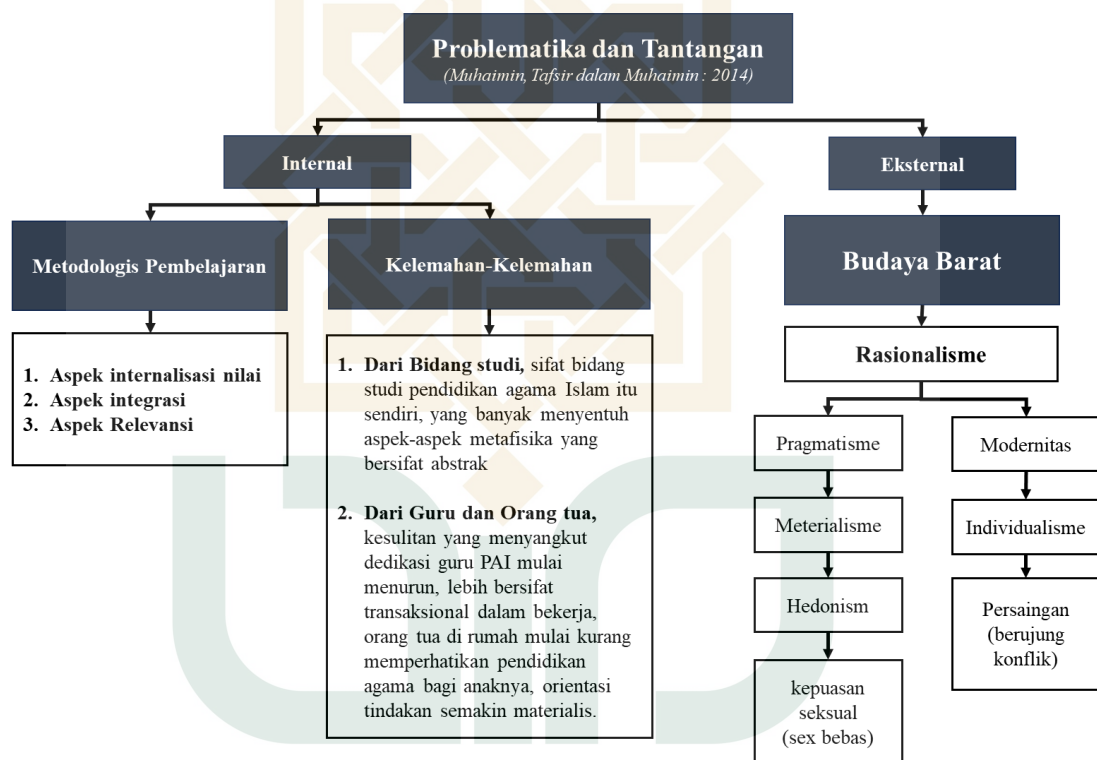 Problematika dan Tantangan
(Muhaimin, Tafsir dalam Muhaimin : 2014)
Internal
Eksternal
Metodologis Pembelajaran
Kelemahan-Kelemahan
Budaya Barat
1. Aspek internalisasi nilai
2. Aspek integrasi
3. Aspek Relevansi
1. Dari Bidang studi, sifat bidang
studi pendidikan agama Islam itu
sendiri, yang banyak menyentuh
aspek-aspek metafisika yang
bersifat abstrak
2. Dari Guru dan Orang tua,
kesulitan yang menyangkut
dedikasi guru PAI mulai
menurun, lebih bersifat
transaksional dalam bekerja,
orang tua di rumah mulai kurang
memperhatikan pendidikan
agama bagi anaknya, orientasi
tindakan semakin materialis.
Rasionalisme
Pragmatisme
Meterialisme
Hedonism
kepuasan
seksual
(sex bebas)
Modernitas
Individualisme
Persaingan
(berujung
konflik)